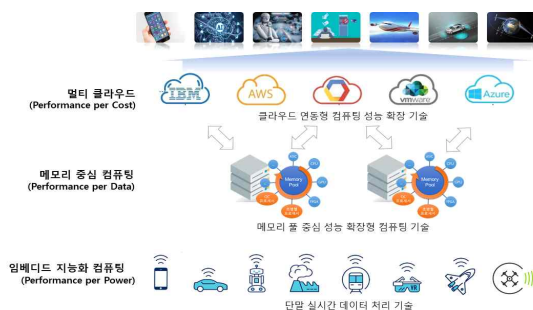 AI
멀티 클라우드
(Performance per Cost)
IBM
AWS
vmware
Azure
클라우드 연동형 컴퓨팅 성능 확장 기술
메모리 중심 컴퓨팅
(Performance per Data)
Memory
Pool
Memory
Pool
메모리 풀 중심 성능 확장형 컴퓨팅 기술
임베디드 지능화 컴퓨팅
(Performance per Power)
VR
단말 실시간 데이터 처리 기술